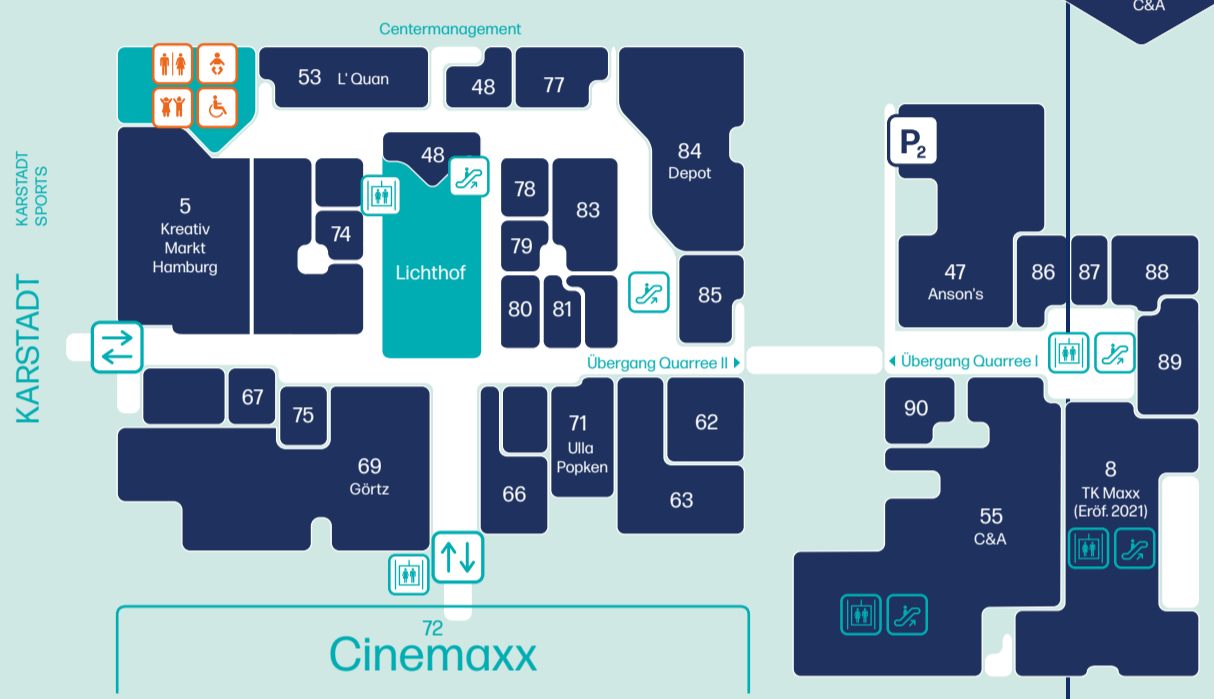 C&A
Centermanagement
53 L' Quan
48
77
84
Depot
P2
KARSTADT
SPORTS
KARSTADT
5
Kreativ
Markt
Hamburg
74
48
Lichthof
78
79
80
81
83
85
47
Anson's
86
87
88
89
Übergang Quarree II
Übergang Quarree I
67
75
69
Görtz
66
71
Ulla
Popken
62
63
90
55
C&A
8
TK Maxx
(Eröf. 2021)
72
Cinemaxx